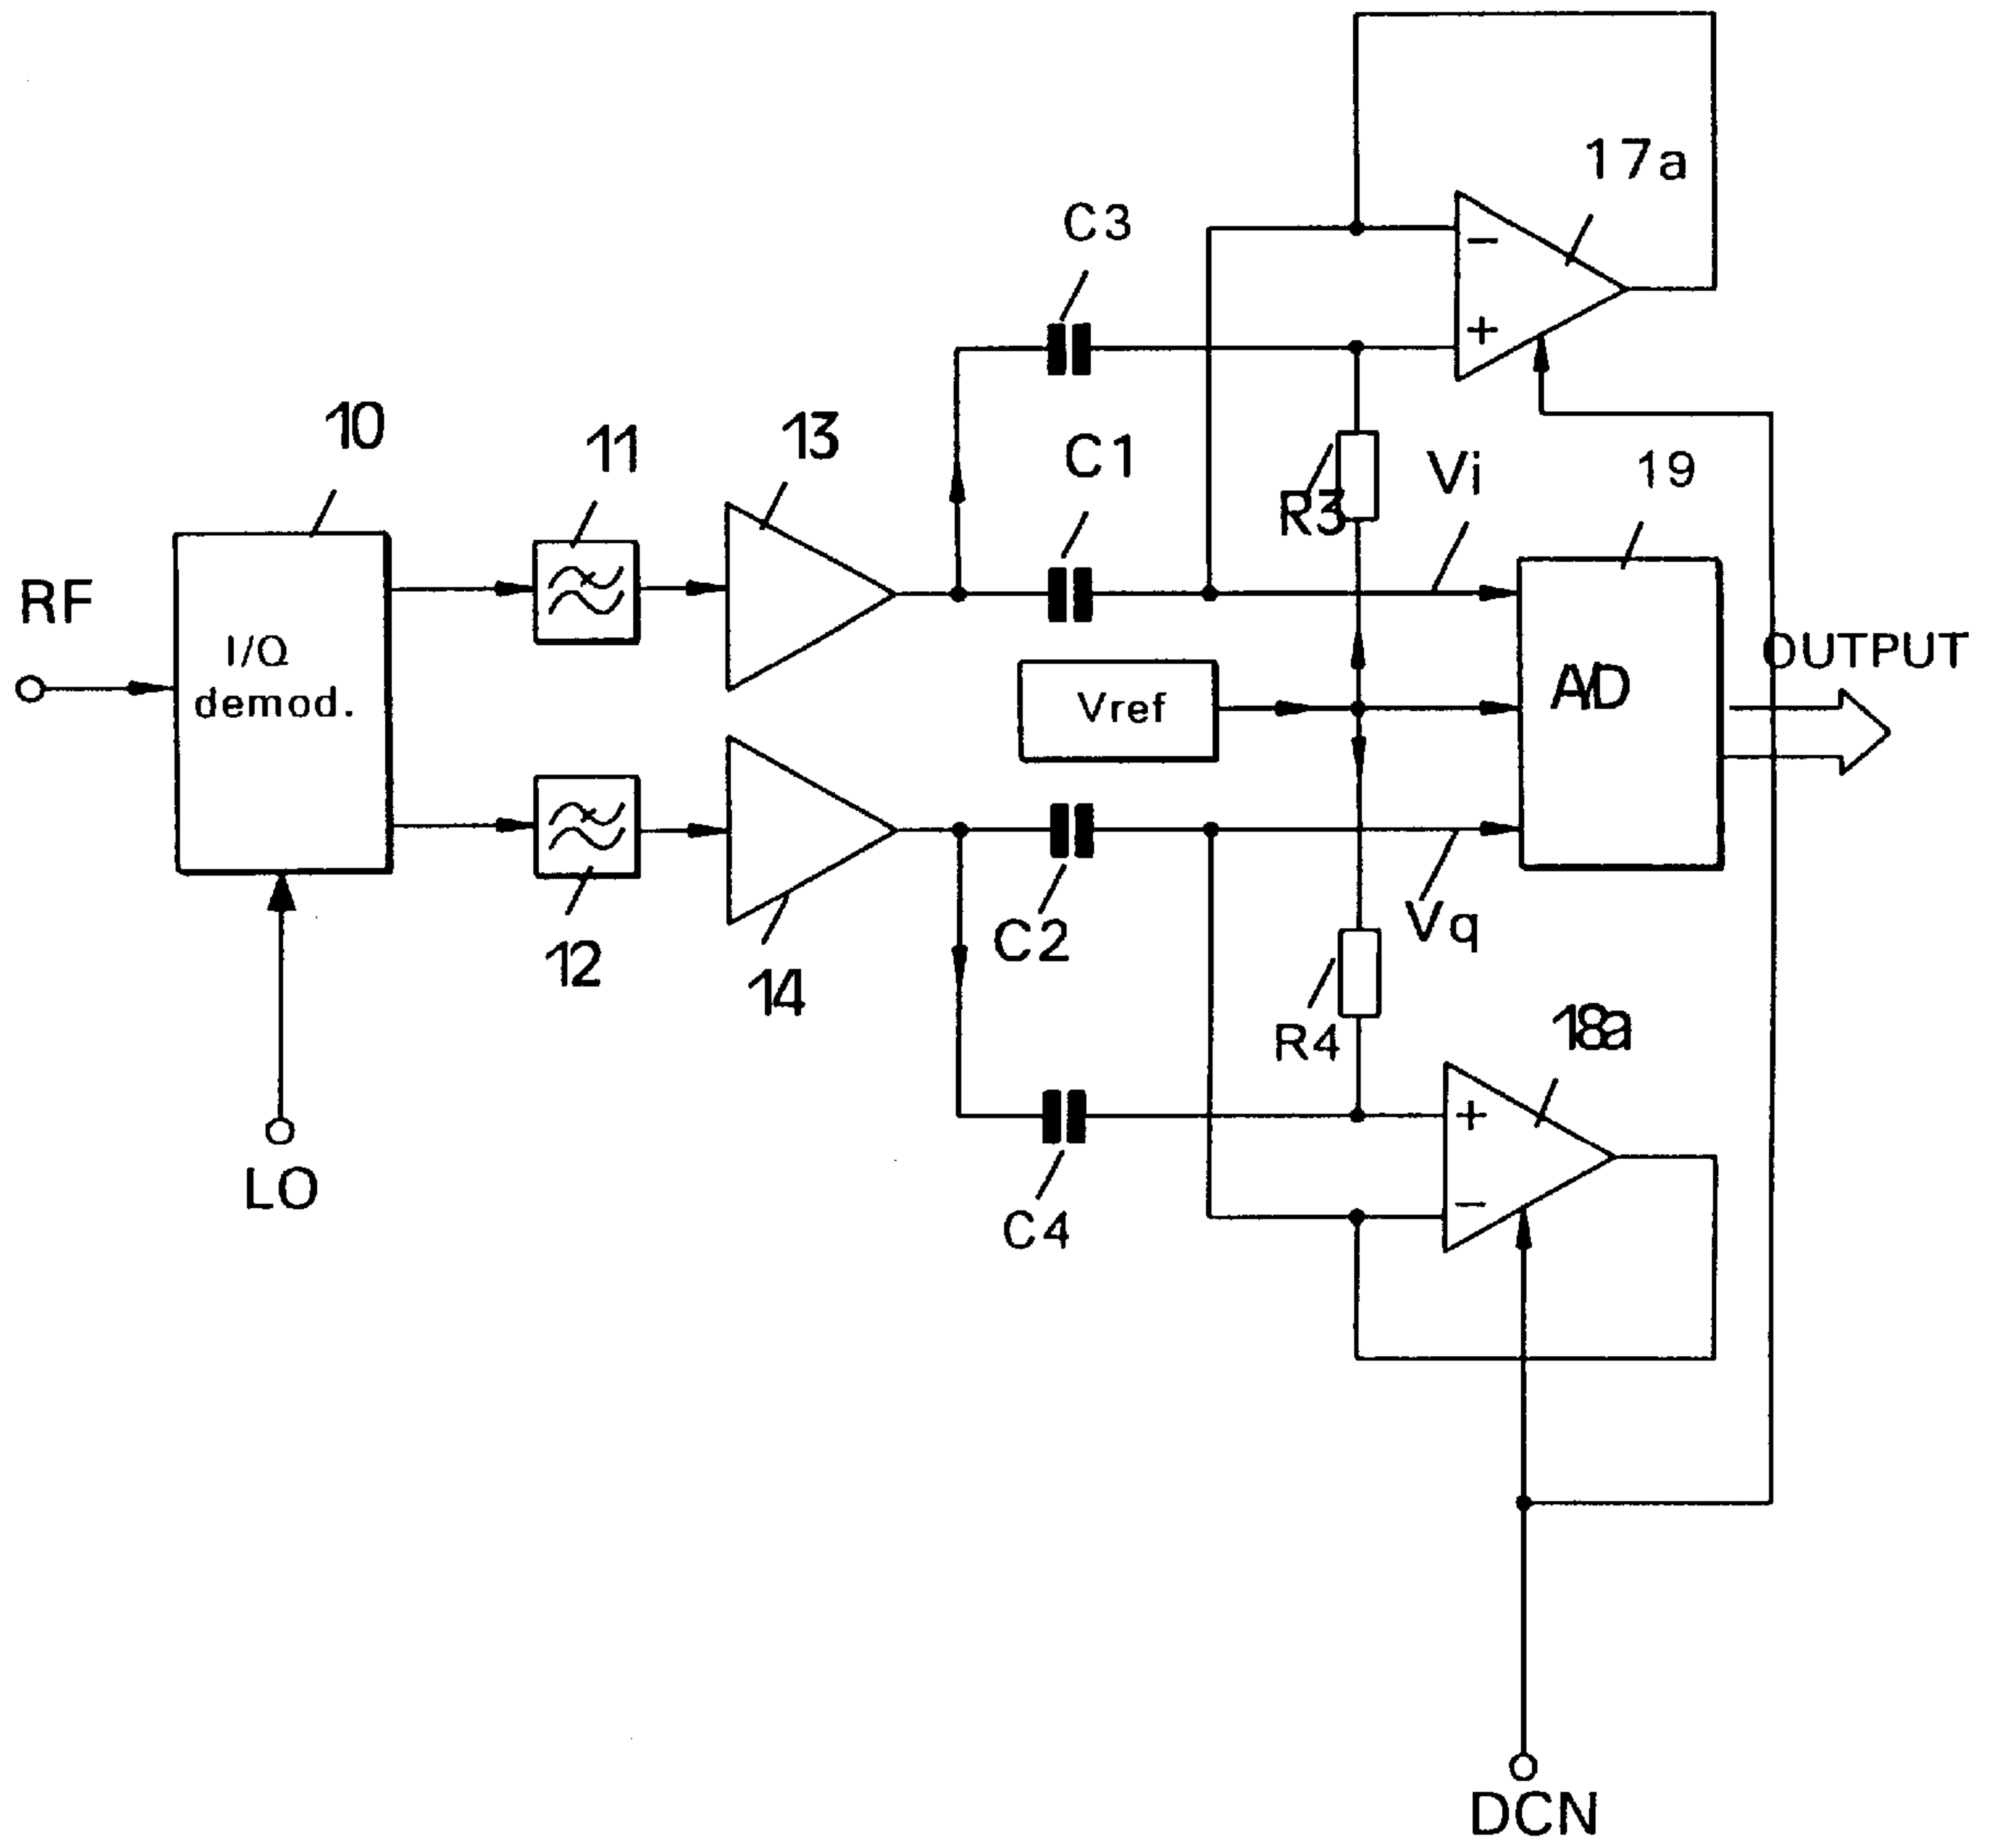 17a
C3
−
+
10
11
13
C1
R3
Vi
19
RF
I/Q
demod.
Vref
A/D
OUTPUT
12
14
C2
Vq
R4
18a
+
−
LO
C4
DCN